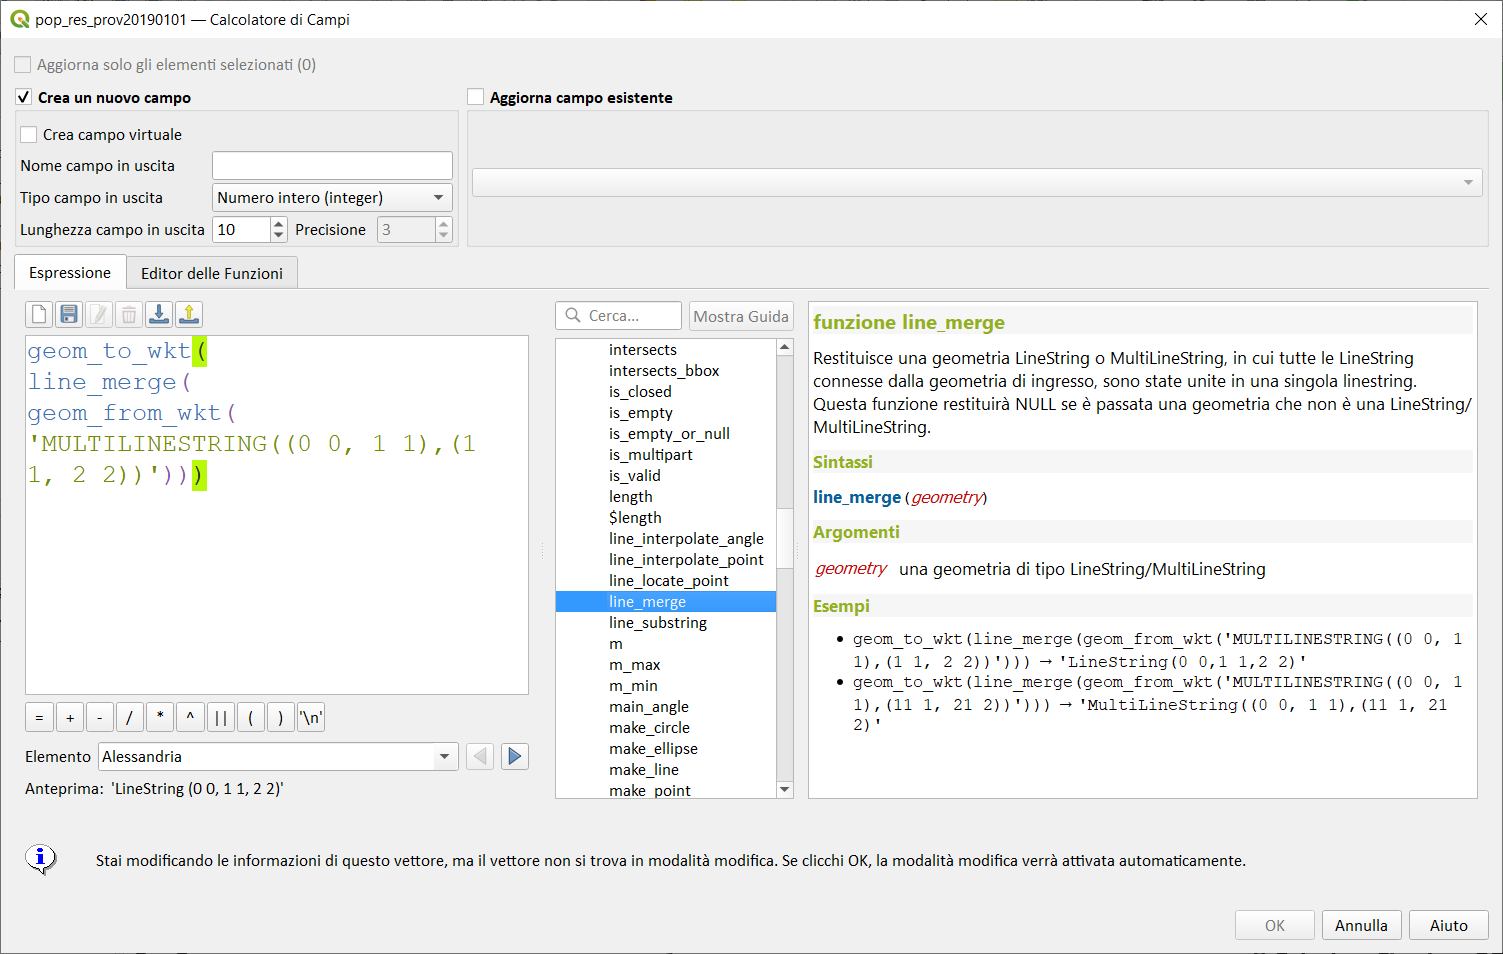 pop_res_prov20190101 — Calcolatore di Campi
Aggiorna solo gli elementi selezionati (0)
Crea un nuovo campo
Aggiorna campo esistente
Crea campo virtuale
Nome campo in uscita
Tipo campo in uscita Numero intero (integer)
Lunghezza campo in uscita 10 Precisione 3
Espressione Editor delle Funzioni
Cerca... Mostra Guida
geom_to_wkt(
line_merge(
geom_from_wkt(
'MULTILINESTRING((0 0, 1 1),(1
1, 2 2))')))
= + - / * ^ || ( ) '\n'
Elemento Alessandria
Anteprima: 'LineString (0 0, 1 1, 2 2)'
intersects
intersects_bbox
is_closed
is_empty
is_empty_or_null
is_multipart
is_valid
length
$length
line_interpolate_angle
line_interpolate_point
line_locate_point
line_merge
line_substring
m
m_max
m_min
main_angle
make_circle
make_ellipse
make_line
make_point
funzione line_merge
Restituisce una geometria LineString o MultiLineString, in cui tutte le LineString
connesse dalla geometria di ingresso, sono state unite in una singola linestring.
Questa funzione restituirà NULL se è passata una geometria che non è una LineString/
MultiLineString.
Sintassi
line_merge(geometry)
Argomenti
geometry una geometria di tipo LineString/MultiLineString
Esempi
• geom_to_wkt(line_merge(geom_from_wkt('MULTILINESTRING((0 0, 1
1),(1 1, 2 2))'))) → 'LineString(0 0,1 1,2 2)'
• geom_to_wkt(line_merge(geom_from_wkt('MULTILINESTRING((0 0, 1
1),(11 1, 21 2))'))) → 'MultiLineString((0 0, 1 1),(11 1, 21
2)'
Stai modificando le informazioni di questo vettore, ma il vettore non si trova in modalità modifica. Se clicchi OK, la modalità modifica verrà attivata automaticamente.
OK Annulla Aiuto